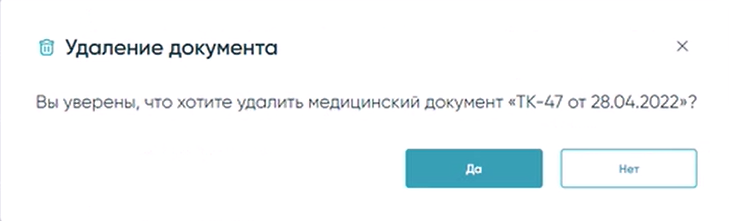 Удаление документа
Вы уверены, что хотите удалить медицинский документ «ТК-47 от 28.04.2022»?
Да
Нет